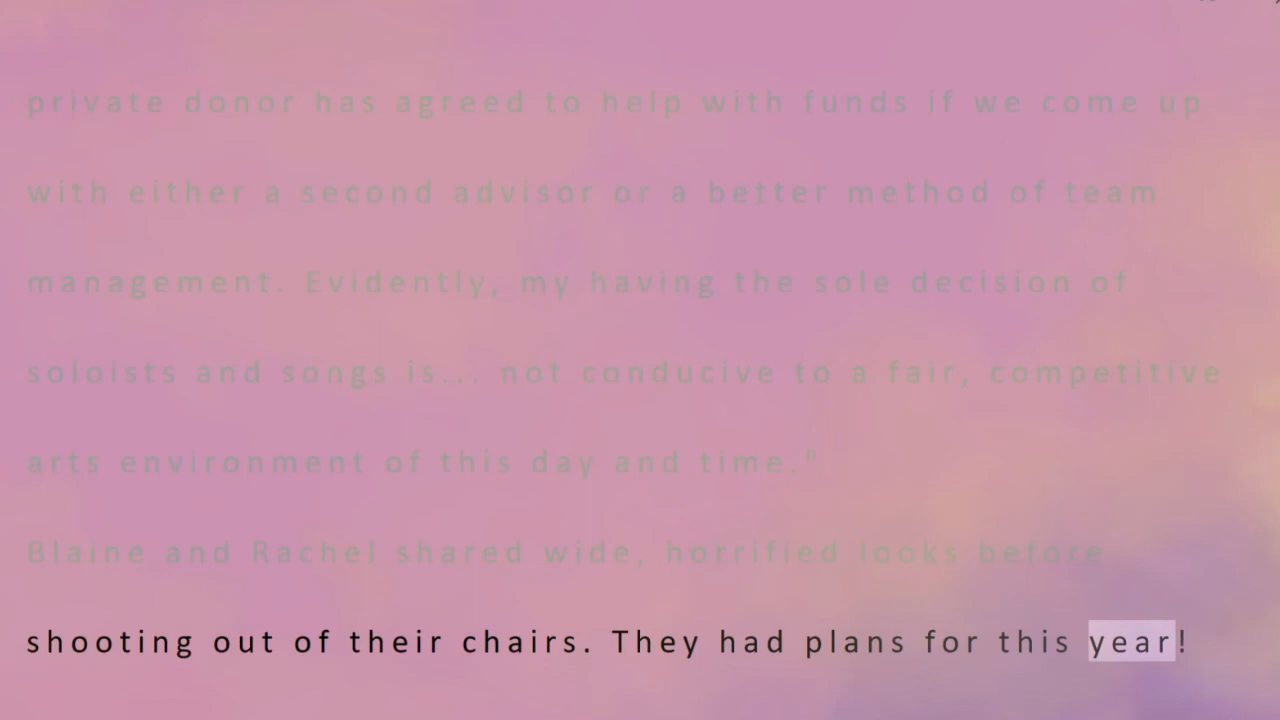 private donor has agreed to help with funds if we come up
with either a second advisor or a better method of team
management. Evidently, my having the sole decision of
soloists and songs is... not conducive to a fair, competitive
arts environment of this day and time."
Blaine and Rachel shared wide, horrified looks before
shooting out of their chairs. They had plans for this year!